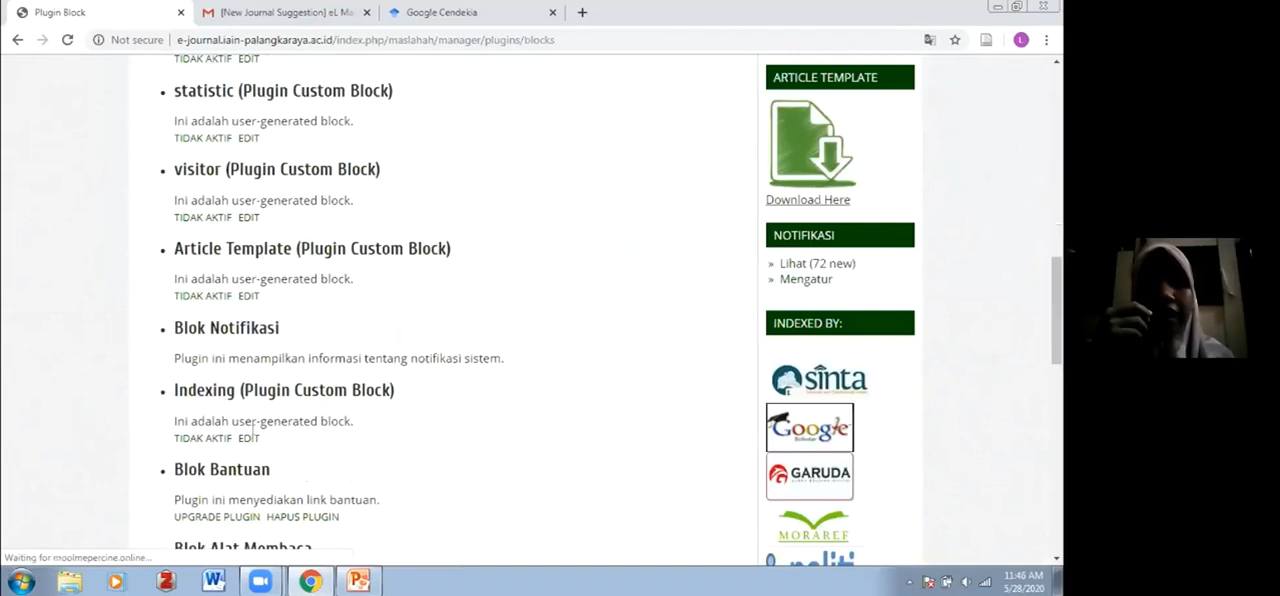 Plugin Block
[New Journal Suggestion] eL Ma
Google Cendekia
Not secure
e-journal.iain-palangkaraya.ac.id/index.php/maslahah/manager/plugins/blocks
TIDAK AKTIF EDIT
statistic (Plugin Custom Block)
Ini adalah user-generated block.
TIDAK AKTIF EDIT
visitor (Plugin Custom Block)
Ini adalah user-generated block.
TIDAK AKTIF EDIT
Article Template (Plugin Custom Block)
Ini adalah user-generated block.
TIDAK AKTIF EDIT
Blok Notifikasi
Plugin ini menampilkan informasi tentang notifikasi sistem.
Indexing (Plugin Custom Block)
Ini adalah user-generated block.
TIDAK AKTIF EDIT
Blok Bantuan
Plugin ini menyediakan link bantuan.
UPGRADE PLUGIN HAPUS PLUGIN
Blok Alat Membaca
ARTICLE TEMPLATE
Download Here
NOTIFIKASI
» Lihat (72 new)
» Mengatur
INDEXED BY:
sinta
Google
GARUDA
MORAREF
Waiting for moolmepercine.online...
11:46 AM
5/28/2020